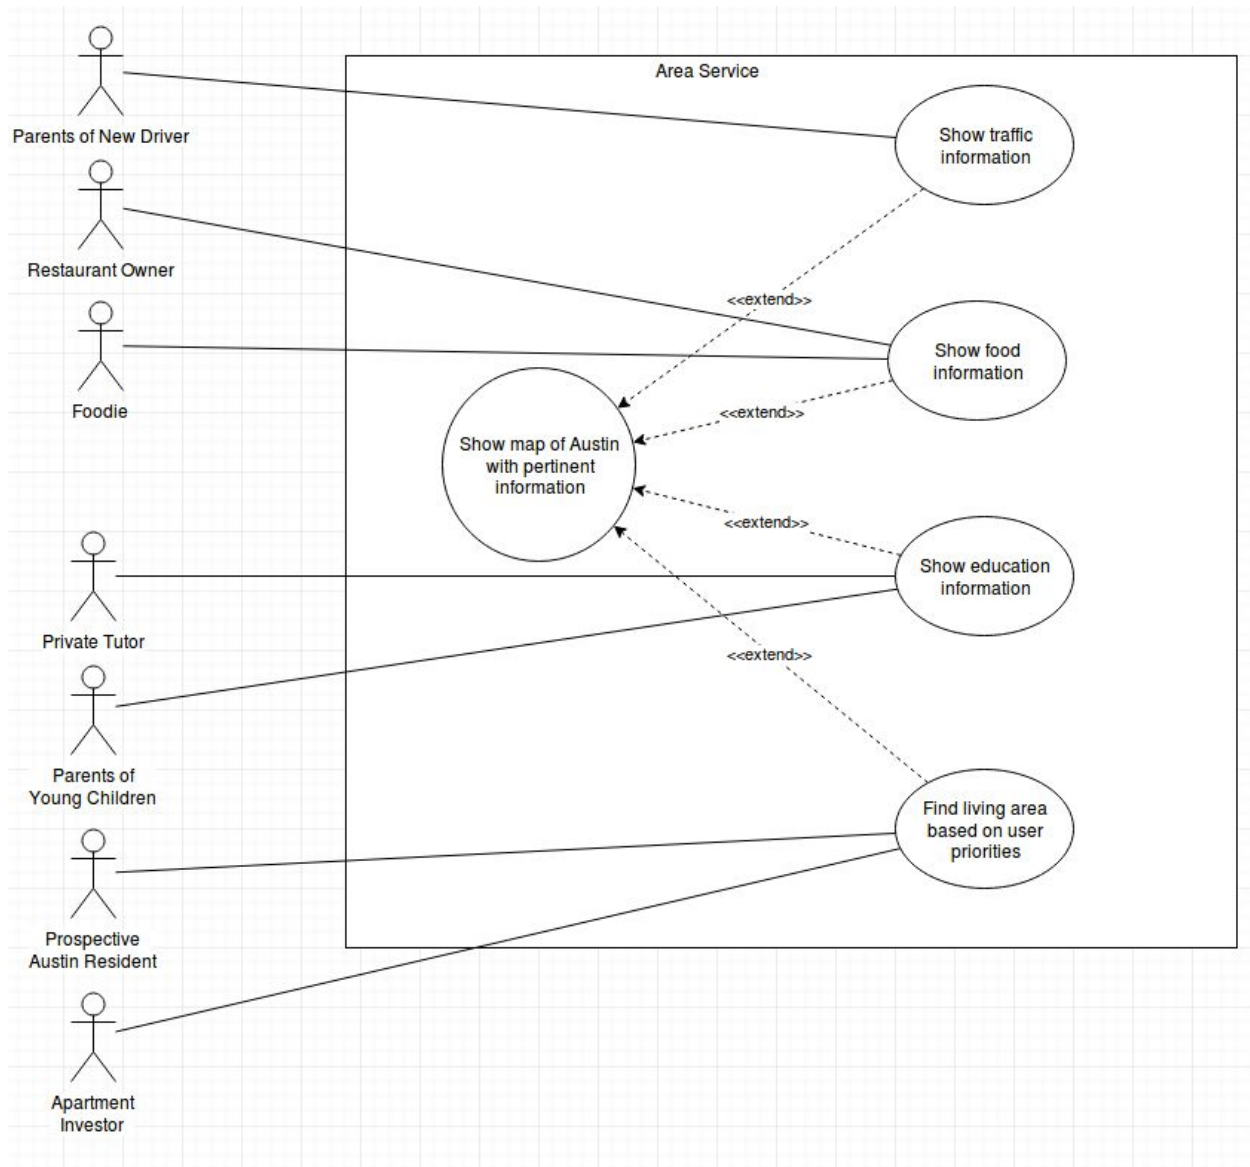 Area Service
Parents of New Driver
Show traffic
information
Restaurant Owner
<<extend>>
Show food
information
Foodie
<<extend>>
Show map of Austin
with pertinent
information
<<extend>>
Show education
information
Private Tutor
<<extend>>
Parents of
Young Children
Find living area
based on user
priorities
Prospective
Austin Resident
Apartment
Investor